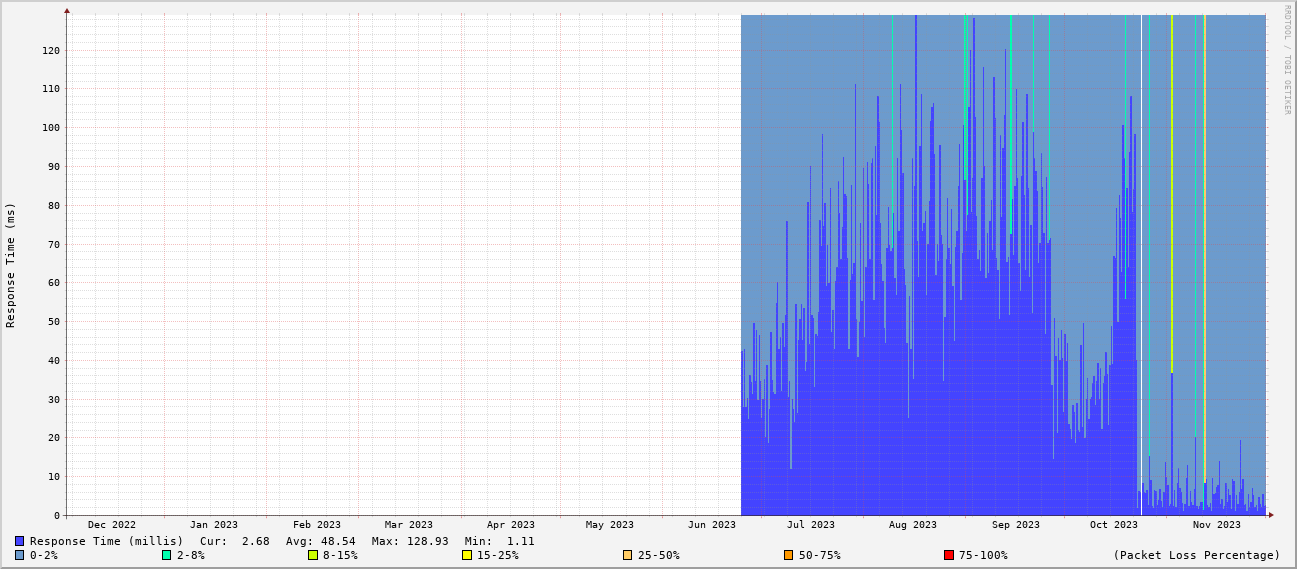 RRDTOOL / TOBI OETIKER
Response Time (ms)
120
110
100
90
80
70
60
50
40
30
20
10
0
Dec 2022 Jan 2023 Feb 2023 Mar 2023 Apr 2023 May 2023 Jun 2023 Jul 2023 Aug 2023 Sep 2023 Oct 2023 Nov 2023
Response Time (millis) Cur: 2.68 Avg: 48.54 Max: 128.93 Min: 1.11
0-2% 2-8% 8-15% 15-25% 25-50% 50-75% 75-100% (Packet Loss Percentage)